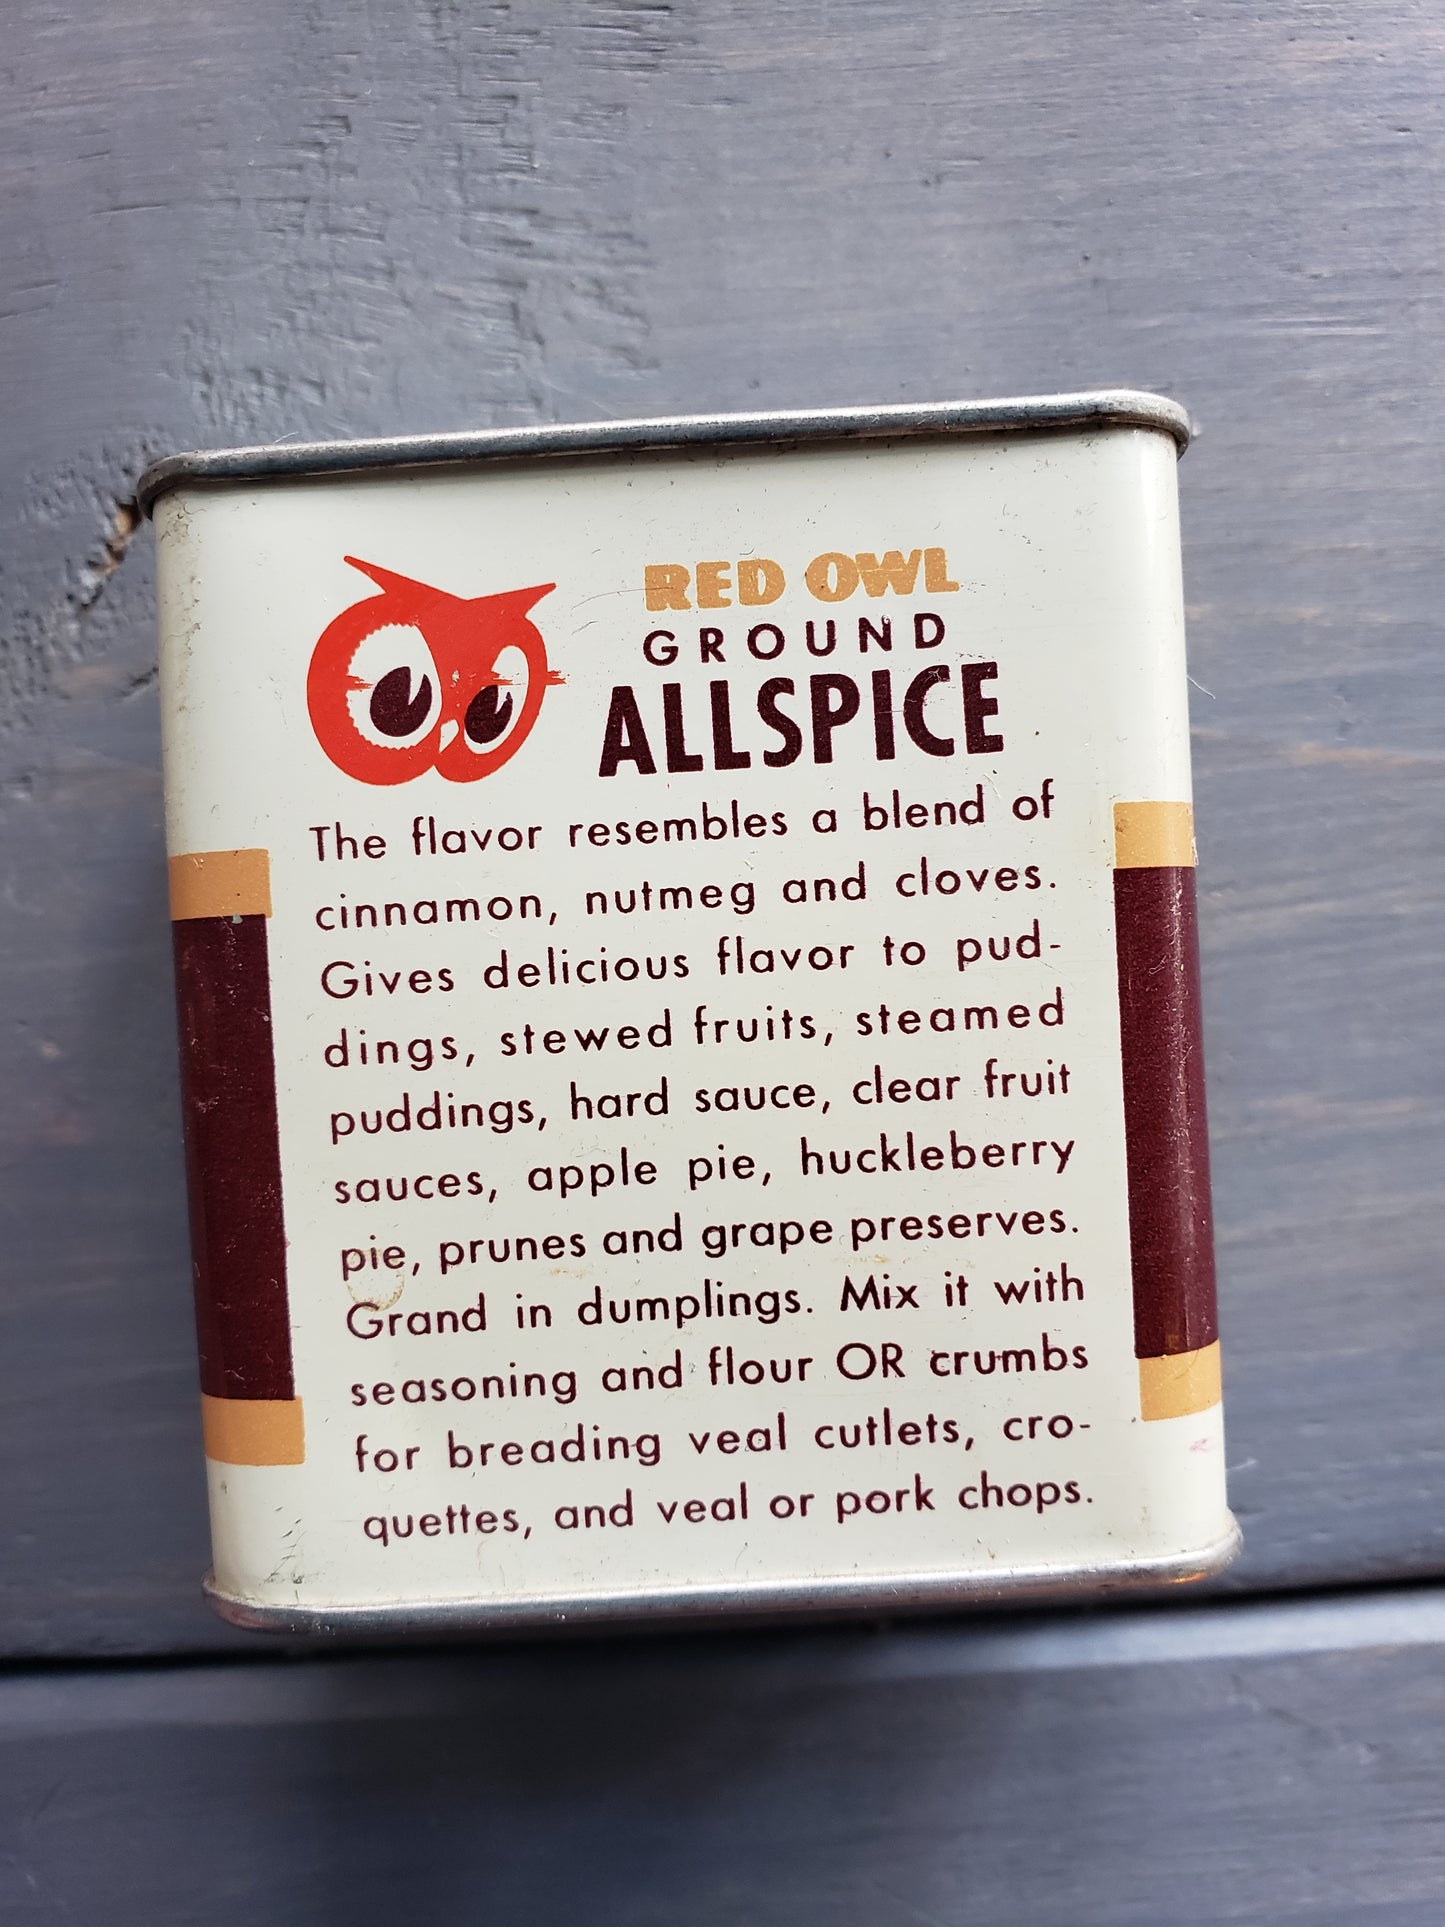 RED OWL
GROUND
ALLSPICE
The flavor resembles a blend of
cinnamon, nutmeg and cloves.
Gives delicious flavor to pud-
dings, stewed fruits, steamed
puddings, hard sauce, clear fruit
sauces, apple pie, huckleberry
pie, prunes and grape preserves.
Grand in dumplings. Mix it with
seasoning and flour OR crumbs
for breading veal cutlets, cro-
quettes, and veal or pork chops.